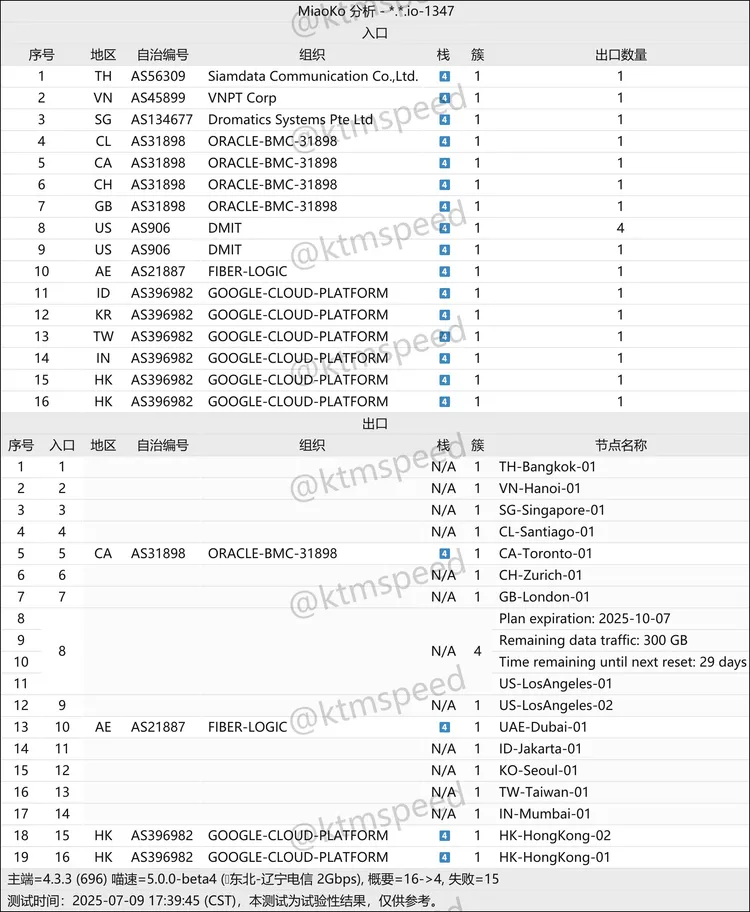 MiaoKo 分析 - *.*.io-1347
入口
序号 地区 自治编号 组织 栈 簇 出口数量
1 TH AS56309 Siamdata Communication Co.,Ltd. 4 1 1
2 VN AS45899 VNPT Corp 4 1 1
3 SG AS134677 Dromatics Systems Pte Ltd 4 1 1
4 CL AS31898 ORACLE-BMC-31898 4 1 1
5 CA AS31898 ORACLE-BMC-31898 4 1 1
6 CH AS31898 ORACLE-BMC-31898 4 1 1
7 GB AS31898 ORACLE-BMC-31898 4 1 1
8 US AS906 DMIT 4 1 4
9 US AS906 DMIT 4 1 1
10 AE AS21887 FIBER-LOGIC 4 1 1
11 ID AS396982 GOOGLE-CLOUD-PLATFORM 4 1 1
12 KR AS396982 GOOGLE-CLOUD-PLATFORM 4 1 1
13 TW AS396982 GOOGLE-CLOUD-PLATFORM 4 1 1
14 IN AS396982 GOOGLE-CLOUD-PLATFORM 4 1 1
15 HK AS396982 GOOGLE-CLOUD-PLATFORM 4 1 1
16 HK AS396982 GOOGLE-CLOUD-PLATFORM 4 1 1
出口
序号 入口 地区 自治编号 组织 栈 簇 节点名称
1 1 N/A 1 TH-Bangkok-01
2 2 N/A 1 VN-Hanoi-01
3 3 N/A 1 SG-Singapore-01
4 4 N/A 1 CL-Santiago-01
5 5 CA AS31898 ORACLE-BMC-31898 4 1 CA-Toronto-01
6 6 N/A 1 CH-Zurich-01
7 7 N/A 1 GB-London-01
8 Plan expiration: 2025-10-07
9 Remaining data traffic: 300 GB
8 N/A 4
10 Time remaining until next reset: 29 days
11 US-LosAngeles-01
12 9 N/A 1 US-LosAngeles-02
13 10 AE AS21887 FIBER-LOGIC 4 1 UAE-Dubai-01
14 11 N/A 1 ID-Jakarta-01
15 12 N/A 1 KO-Seoul-01
16 13 N/A 1 TW-Taiwan-01
17 14 N/A 1 IN-Mumbai-01
18 15 HK AS396982 GOOGLE-CLOUD-PLATFORM 4 1 HK-HongKong-02
19 16 HK AS396982 GOOGLE-CLOUD-PLATFORM 4 1 HK-HongKong-01
主端=4.3.3 (696) 喵速=5.0.0-beta4 (东北-辽宁电信 2Gbps), 概要=16->4, 失败=15
测试时间：2025-07-09 17:39:45 (CST)，本测试为试验性结果，仅供参考。
@ktmspeed
@ktmspeed
@ktmspeed
@ktmspeed
@ktmspeed
@ktmspeed
@ktmspeed
@ktmspeed